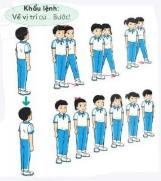 Khẩu lệnh:
Về vị trí cũ... Bước!